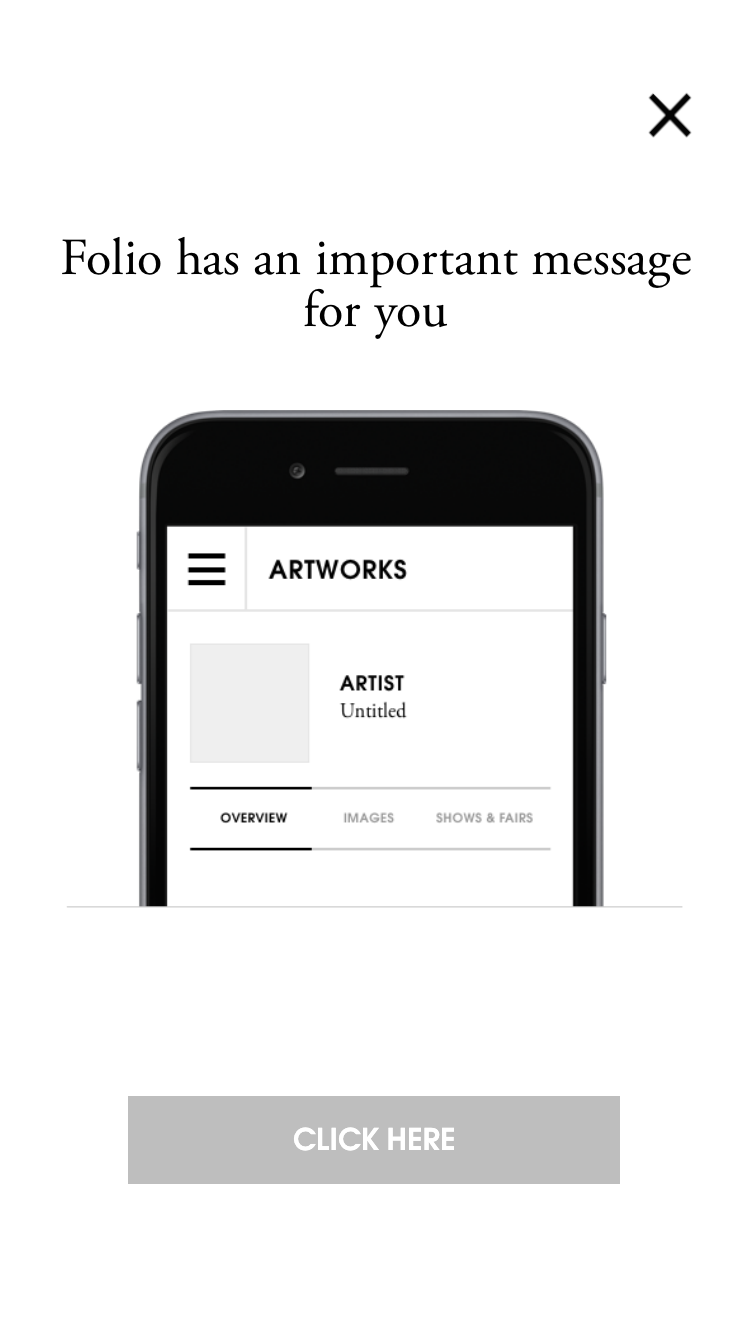 Folio has an important message
for you
ARTWORKS
ARTIST
Untitled
OVERVIEW IMAGES SHOWS & FAIRS
CLICK HERE